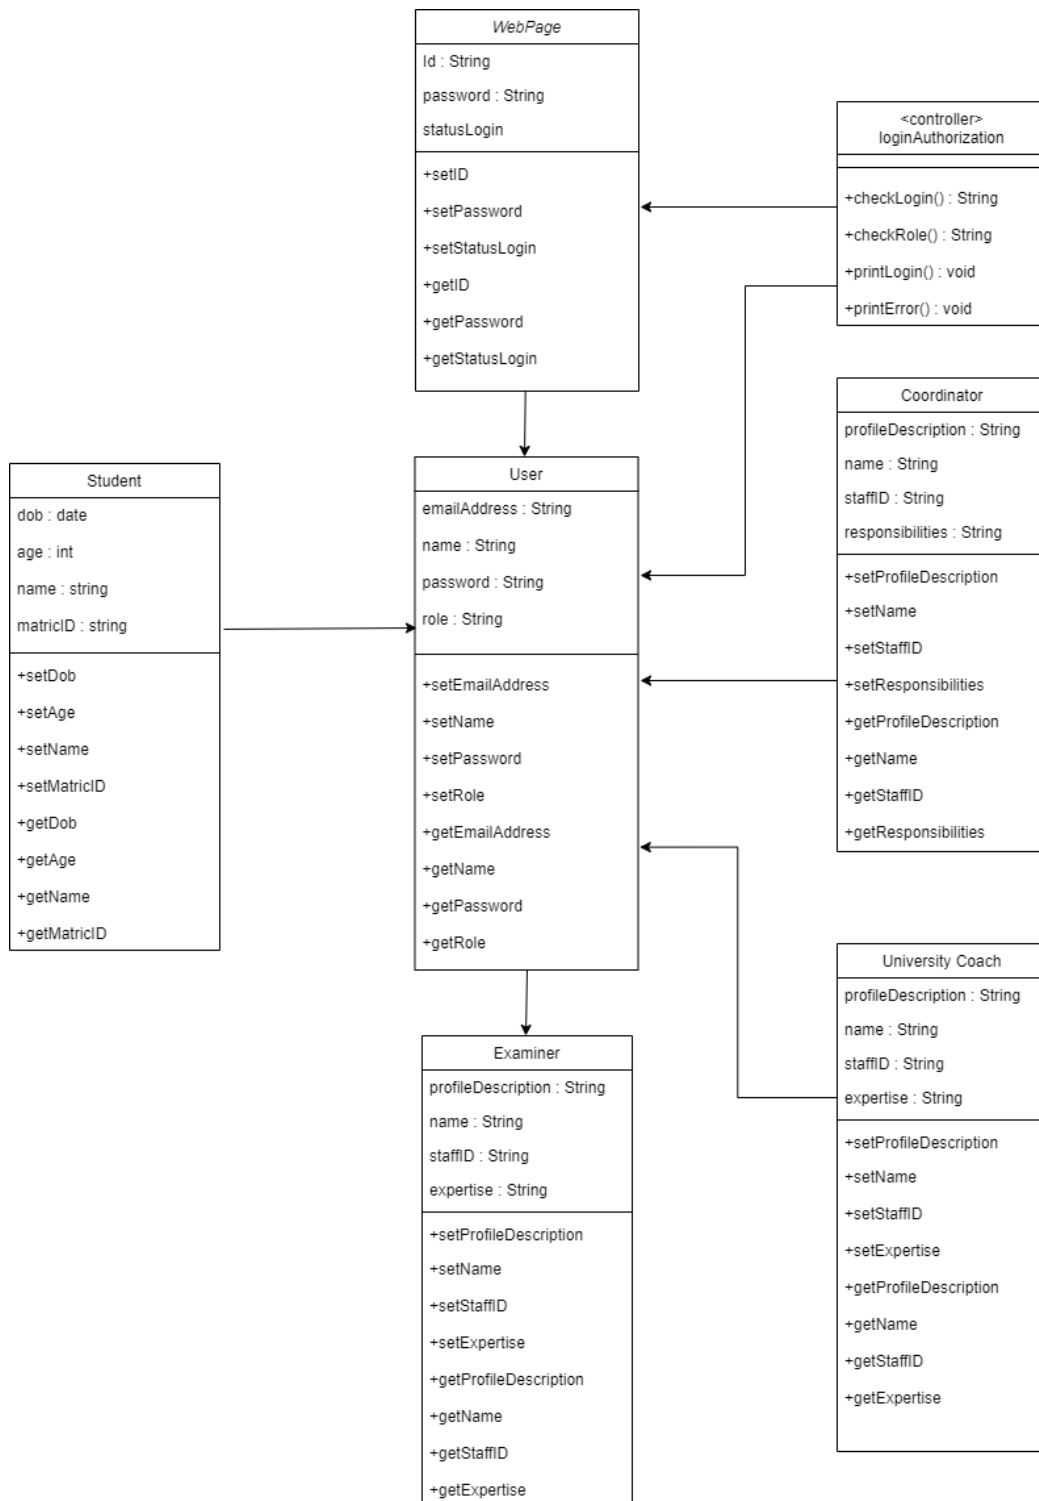 WebPage
Id : String
password : String
statusLogin
+setID
+setPassword
+setStatusLogin
+getID
+getPassword
+getStatusLogin
<controller>
loginAuthorization
+checkLogin() : String
+checkRole() : String
+printLogin() : void
+printError() : void
Coordinator
profileDescription : String
name : String
staffID : String
responsibilities : String
+setProfileDescription
+setName
+setStaffID
+setResponsibilities
+getProfileDescription
+getName
+getStaffID
+getResponsibilities
Student
dob : date
age : int
name : string
matricID : string
+setDob
+setAge
+setName
+setMatricID
+getDob
+getAge
+getName
+getMatricID
User
emailAddress : String
name : String
password : String
role : String
+setEmailAddress
+setName
+setPassword
+setRole
+getEmailAddress
+getName
+getPassword
+getRole
University Coach
profileDescription : String
name : String
staffID : String
expertise : String
+setProfileDescription
+setName
+setStaffID
+setExpertise
+getProfileDescription
+getName
+getStaffID
+getExpertise
Examiner
profileDescription : String
name : String
staffID : String
expertise : String
+setProfileDescription
+setName
+setStaffID
+setExpertise
+getProfileDescription
+getName
+getStaffID
+getExpertise